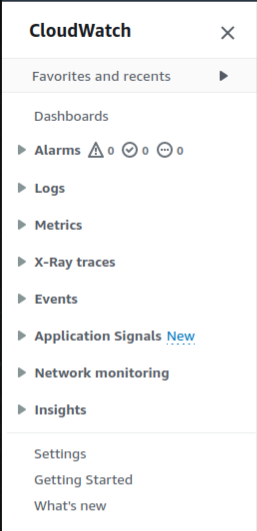 CloudWatch
Favorites and recents
Dashboards
Alarms 0 0 0
Logs
Metrics
X-Ray traces
Events
Application Signals New
Network monitoring
Insights
Settings
Getting Started
What's new